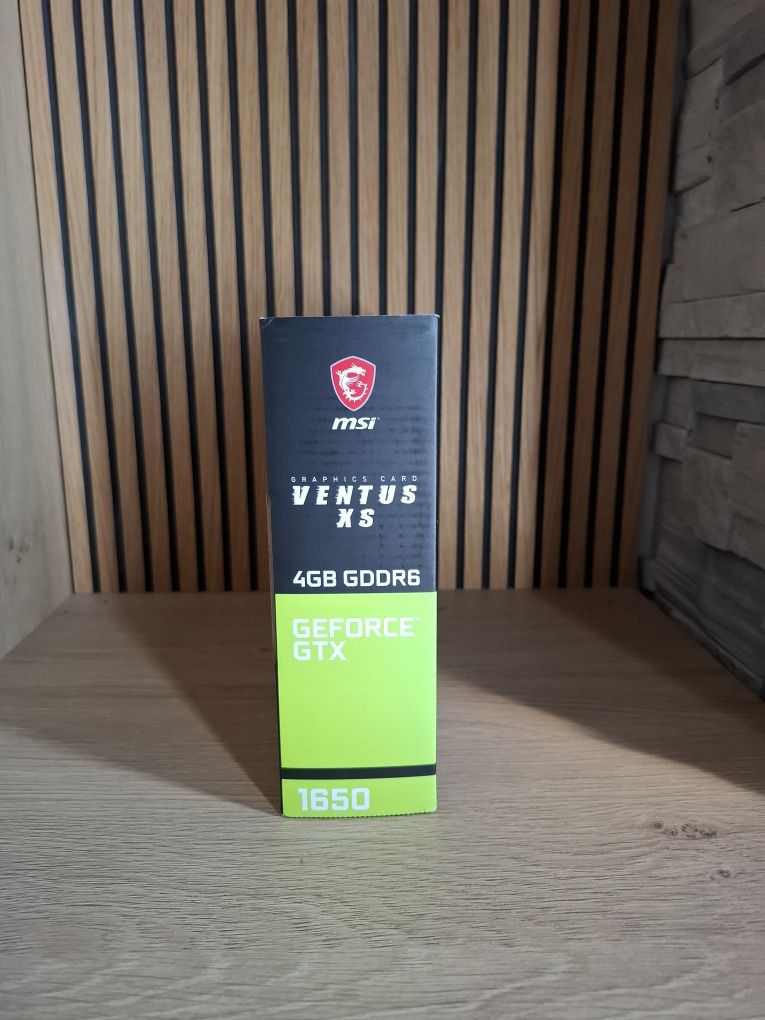 msi
GRAPHICS CARD
VENTUS
XS
4GB GDDR6
GEFORCE
GTX
1650